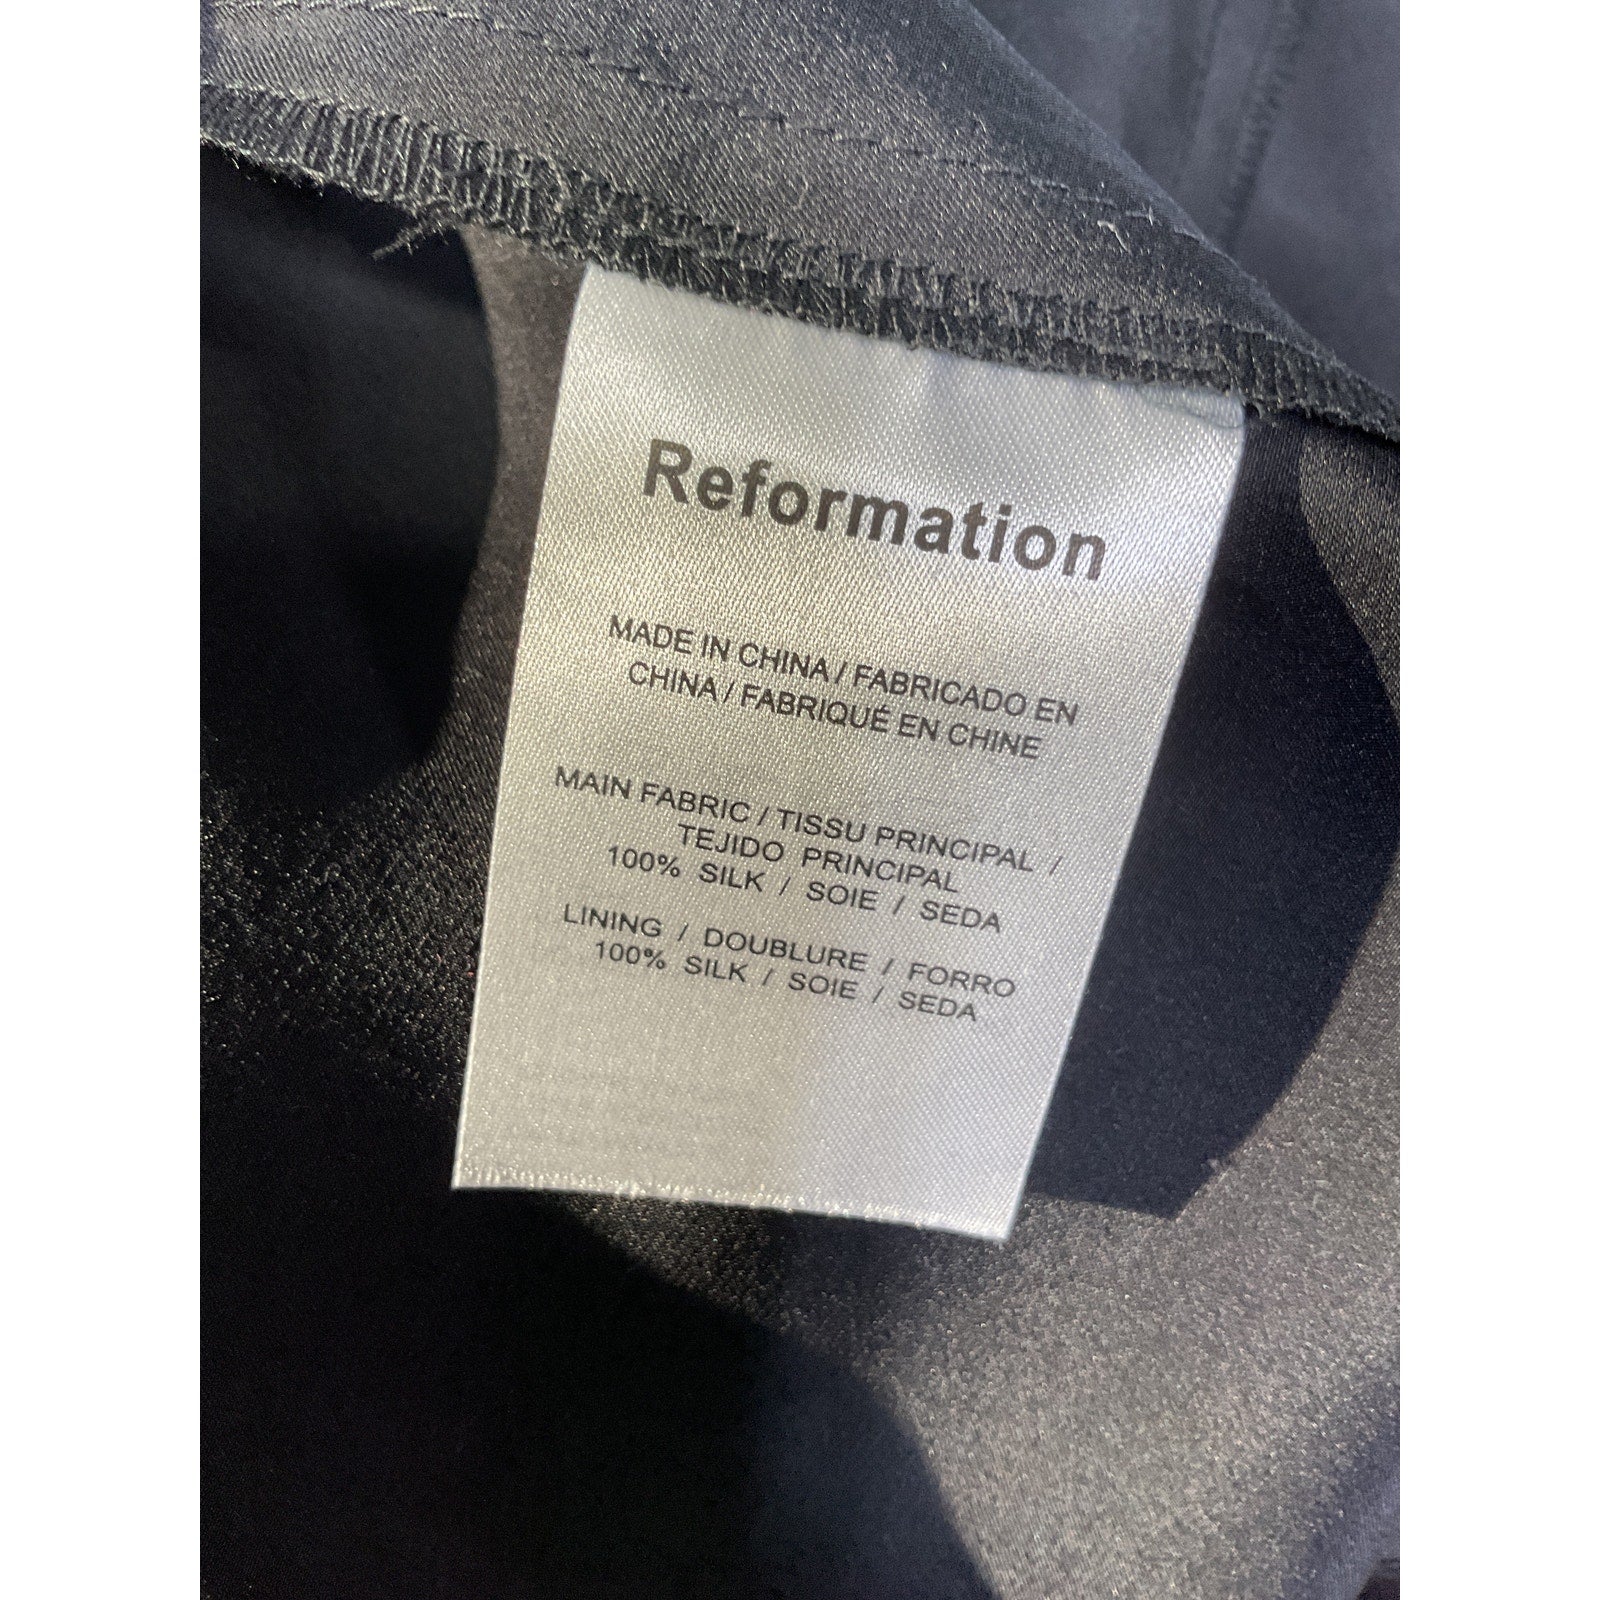 Reformation
MADE IN CHINA / FABRICADO EN
CHINA / FABRIQUÉ EN CHINE
MAIN FABRIC / TISSU PRINCIPAL /
TEJIDO PRINCIPAL
100% SILK / SOIE / SEDA
LINING / DOUBLURE / FORRO
100% SILK / SOIE / SEDA